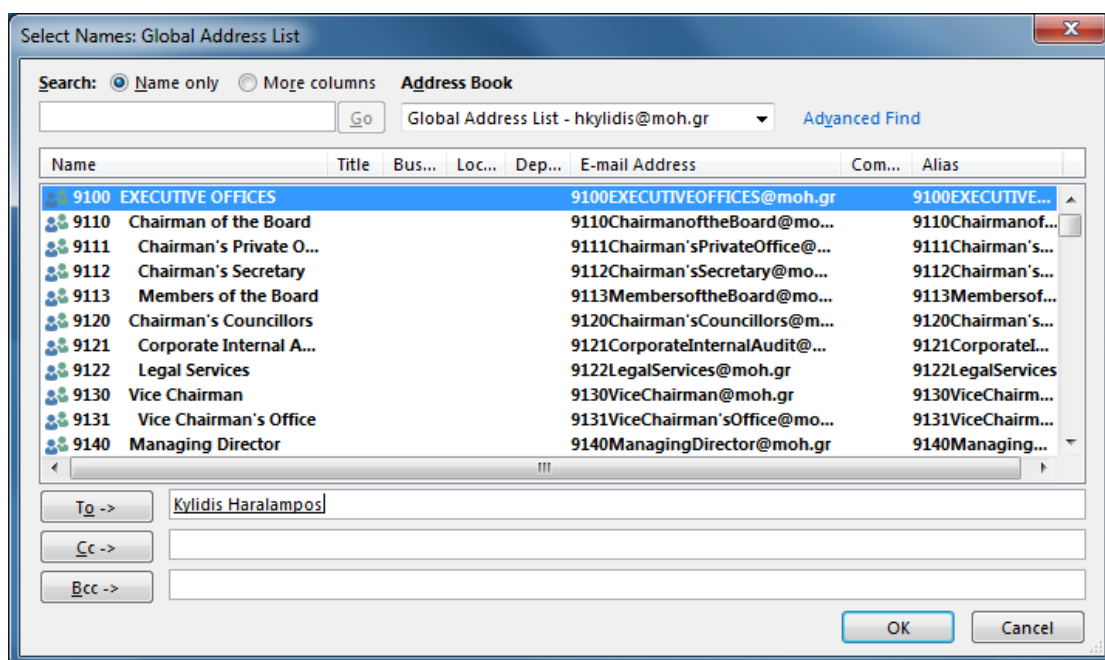 Select Names: Global Address List
Search: Name only More columns Address Book
Go Global Address List - hkylidis@moh.gr Advanced Find
Name Title Bus... Loc... Dep... E-mail Address Com... Alias
9100 EXECUTIVE OFFICES 9100EXECUTIVEOFFICES@moh.gr 9100EXECUTIVE...
9110 Chairman of the Board 9110ChairmanoftheBoard@mo... 9110Chairmanof...
9111 Chairman's Private O... 9111Chairman'sPrivateOffice@... 9111Chairman's...
9112 Chairman's Secretary 9112Chairman'sSecretary@mo... 9112Chairman's...
9113 Members of the Board 9113MembersoftheBoard@mo... 9113Membersof...
9120 Chairman's Councillors 9120Chairman'sCouncillors@m... 9120Chairman's...
9121 Corporate Internal A... 9121CorporateInternalAudit@... 9121CorporateI...
9122 Legal Services 9122LegalServices@moh.gr 9122LegalServices
9130 Vice Chairman 9130ViceChairman@moh.gr 9130ViceChairm...
9131 Vice Chairman's Office 9131ViceChairman'sOffice@mo... 9131ViceChairm...
9140 Managing Director 9140ManagingDirector@moh.gr 9140Managing...
To -> Kylidis Haralampos
Cc ->
Bcc ->
OK Cancel